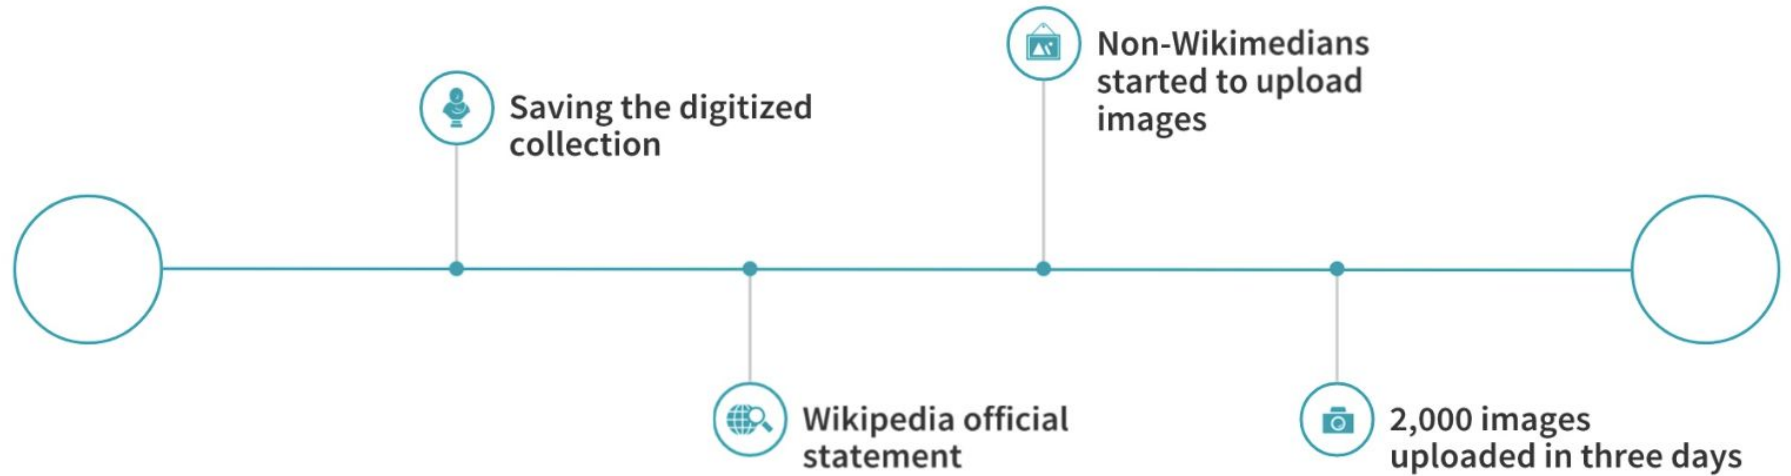 Saving the digitized
collection
Wikipedia official
statement
Non-Wikimedians
started to upload
images
2,000 images
uploaded in three days